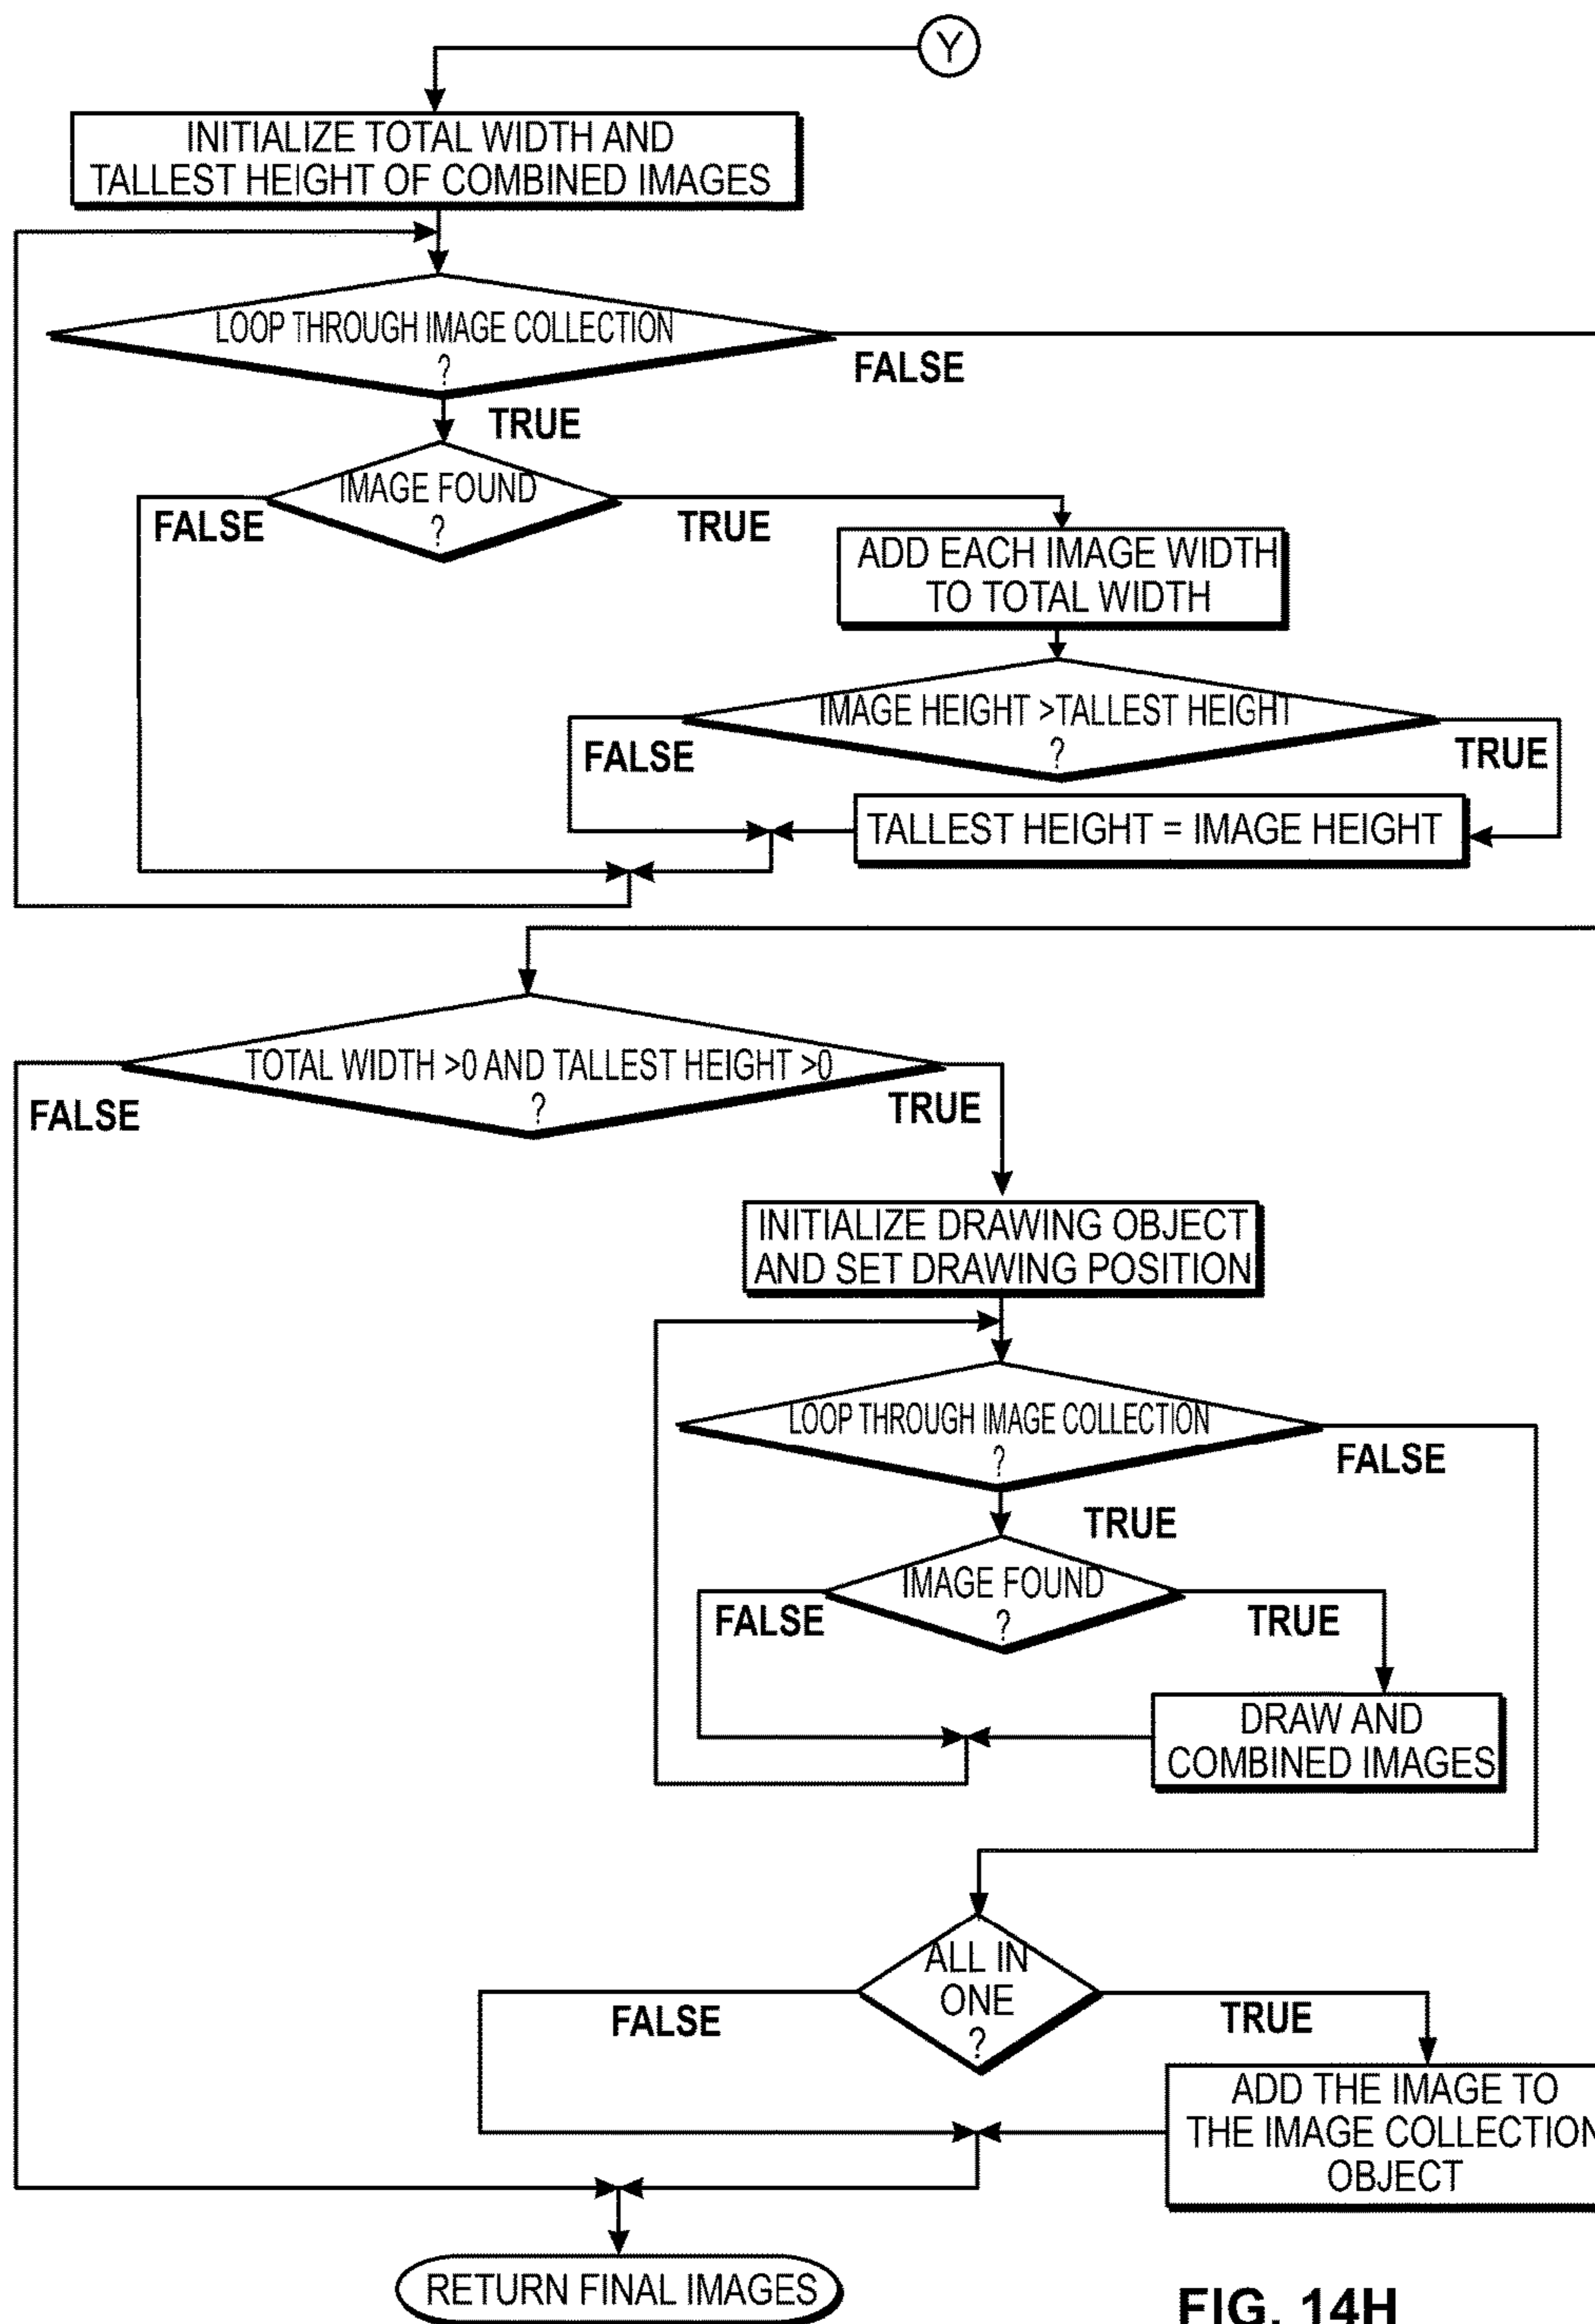 Y
INITIALIZE TOTAL WIDTH AND
TALLEST HEIGHT OF COMBINED IMAGES
LOOP THROUGH IMAGE COLLECTION
?
FALSE
TRUE
IMAGE FOUND
?
FALSE
TRUE
ADD EACH IMAGE WIDTH
TO TOTAL WIDTH
IMAGE HEIGHT >TALLEST HEIGHT
?
FALSE
TRUE
TALLEST HEIGHT = IMAGE HEIGHT
TOTAL WIDTH >0 AND TALLEST HEIGHT >0
?
FALSE
TRUE
INITIALIZE DRAWING OBJECT
AND SET DRAWING POSITION
LOOP THROUGH IMAGE COLLECTION
?
FALSE
TRUE
IMAGE FOUND
?
FALSE
TRUE
DRAW AND
COMBINED IMAGES
ALL IN
ONE
?
FALSE
TRUE
ADD THE IMAGE TO
THE IMAGE COLLECTION
OBJECT
RETURN FINAL IMAGES
FIG. 14H